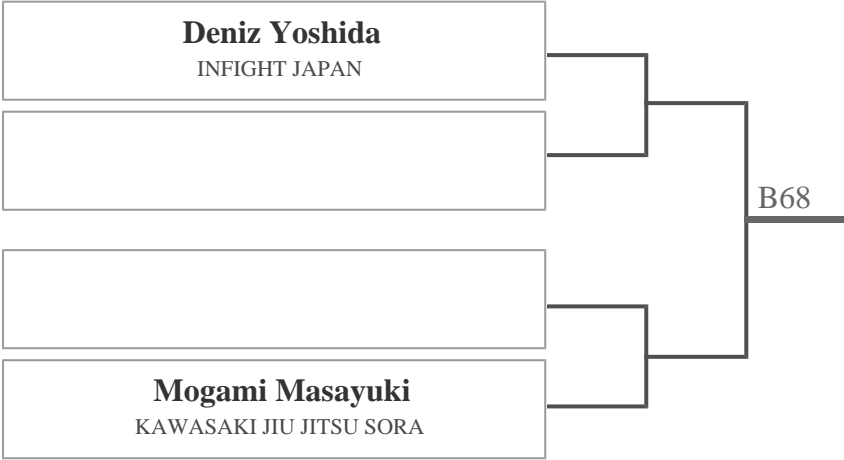 Deniz Yoshida
INFIGHT JAPAN
B68
Mogami Masayuki
KAWASAKI JIU JITSU SORA